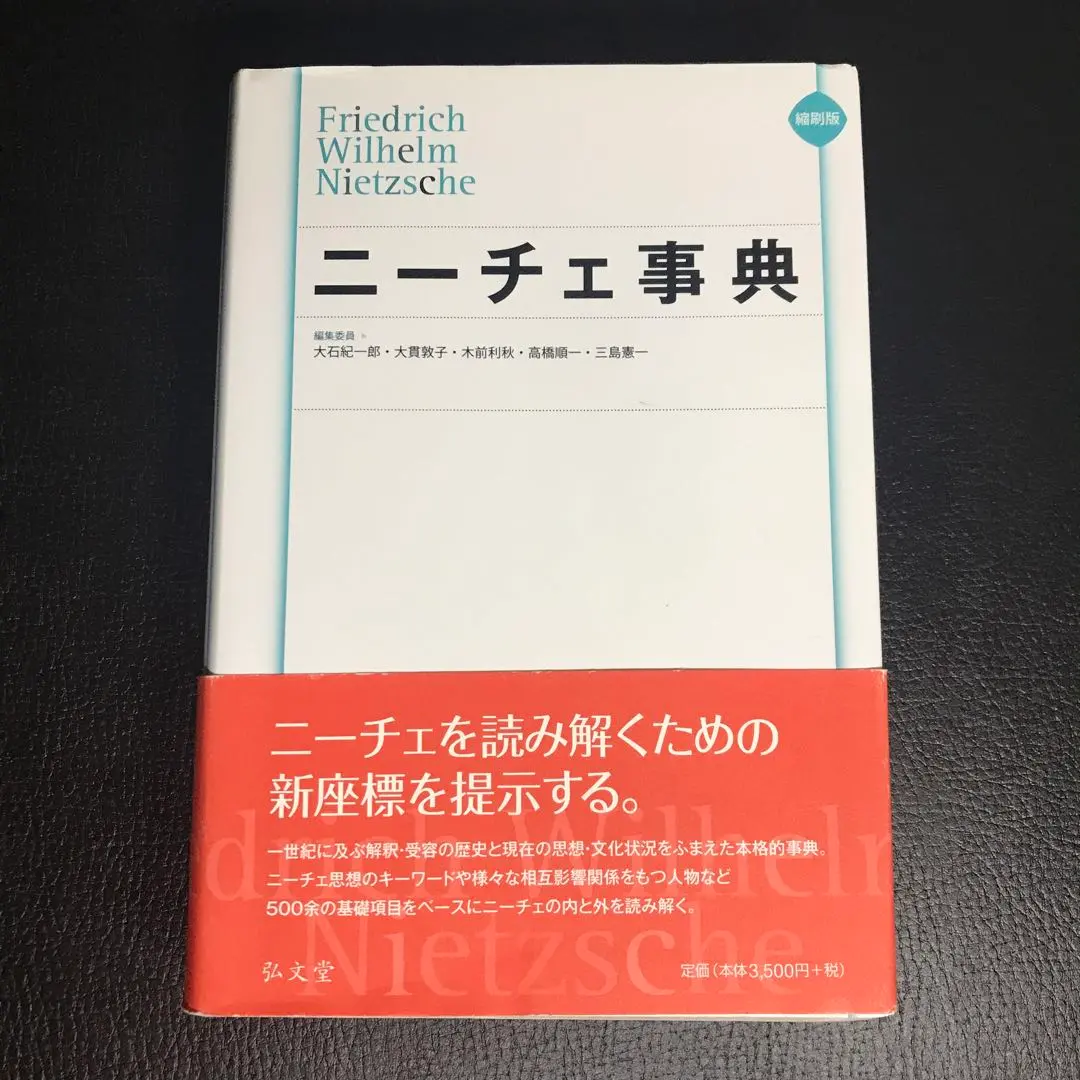 Friedrich
Wilhelm
Nietzsche
縮刷版
ニーチェ事典
編集委員
大石紀一郎・大貫敦子・木前利秋・高橋順一・三島憲一
ニーチェを読み解くための
新座標を提示する。
一世紀に及ぶ解釈・受容の歴史と現在の思想・文化状況をふまえた本格的事典。
ニーチェ思想のキーワードや様々な相互影響関係をもつ人物など
500余の基礎項目をベースにニーチェの内と外を読み解く。
drich Wilhelm
Nietzsche
弘文堂
定価(本体3,500円+税)